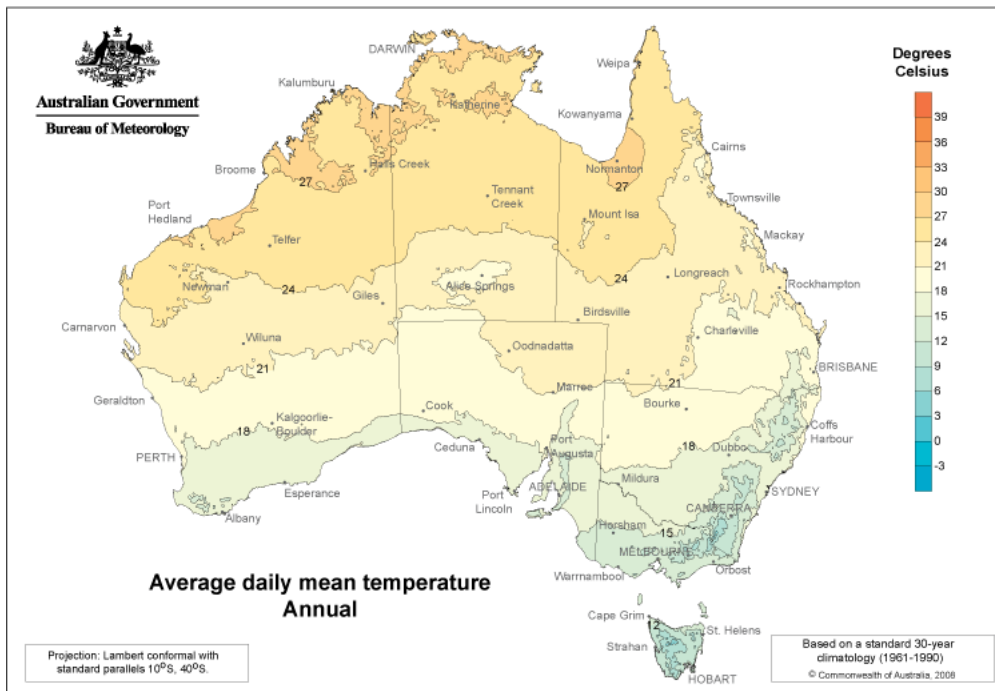 Australian Government
Bureau of Meteorology
DARWIN
Weipa
Kalumburu
Katherine
Kowanyama
Cairns
Broome
Halls Creek
27
Normanton
27
Tennant
Creek
Townsville
Port
Hedland
Mount Isa
Mackay
Telfer
24
Longreach
Newman
24
Alice Springs
Rockhampton
Giles
Birdsville
Carnarvon
Charleville
Wiluna
Oodnadatta
21
BRISBANE
21
Marree
Geraldton
Bourke
Cook
Kalgoorlie-
Boulder
18
Coffs
Harbour
18
Ceduna
Port
Augusta
Dubbo
PERTH
Mildura
ADELAIDE
SYDNEY
Esperance
Port
Lincoln
CANBERRA
Albany
Horsham
15
MELBOURNE
Orbost
Warrnambool
Cape Grim
12
St. Helens
Strahan
HOBART
Degrees
Celsius
39
36
33
30
27
24
21
18
15
12
9
6
3
0
-3
Average daily mean temperature
Annual
Projection: Lambert conformal with
standard parallels 10°S, 40°S.
Based on a standard 30-year
climatology (1961-1990)
© Commonwealth of Australia, 2008